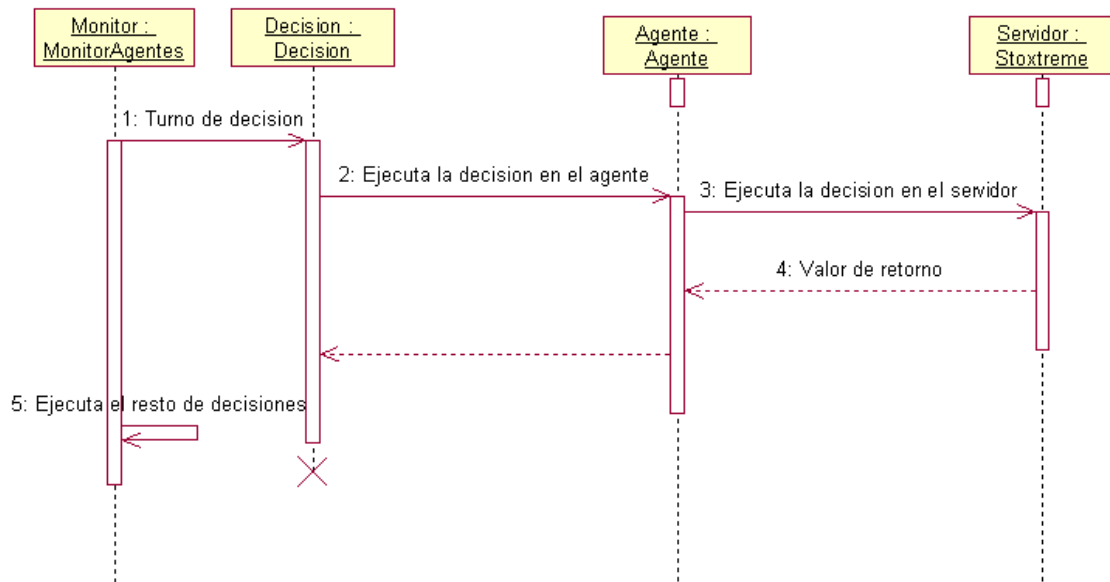 Monitor :
MonitorAgentes
Decision :
Decision
Agente :
Agente
Servidor :
Stoxtreme
1: Turno de decision
2: Ejecuta la decision en el agente
3: Ejecuta la decision en el servidor
4: Valor de retorno
5: Ejecuta el resto de decisiones